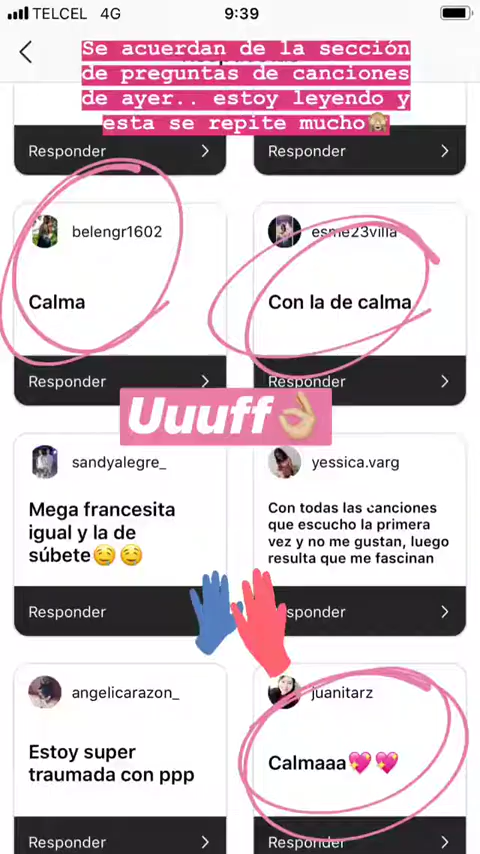 TELCEL 4G 9:39
Se acuerdan de la sección
de preguntas de canciones
de ayer.. estoy leyendo y
esta se repite mucho🙈
Responder
Responder
belengr1602
Calma
Responder
esme23villa
Con la de calma
Responder
Uuuff👌🏼
sandyalegre_
Mega francesita
igual y la de
súbete😍😍
Responder
yessica.varg
Con todas las canciones
que escucho la primera
vez y no me gustan, luego
resulta que me fascinan
sponder
angelicarazon_
Estoy super
traumada con ppp
Responder
juanitarz
Calmaaa💖💖
Responder